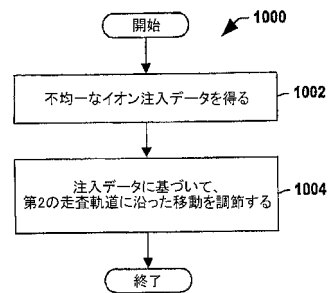 開始
1000
不均一なイオン注入データを得る
1002
注入データに基づいて、
第2の走査軌道に沿った移動を調節する
1004
終了